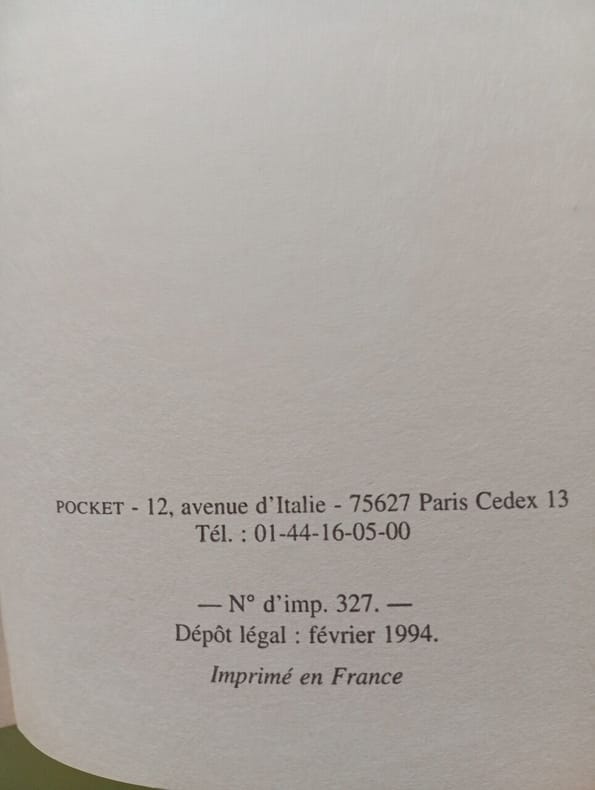 POCKET - 12, avenue d'Italie - 75627 Paris Cedex 13
Tél. : 01-44-16-05-00
— N° d'imp. 327. —
Dépôt légal : février 1994.
Imprimé en France